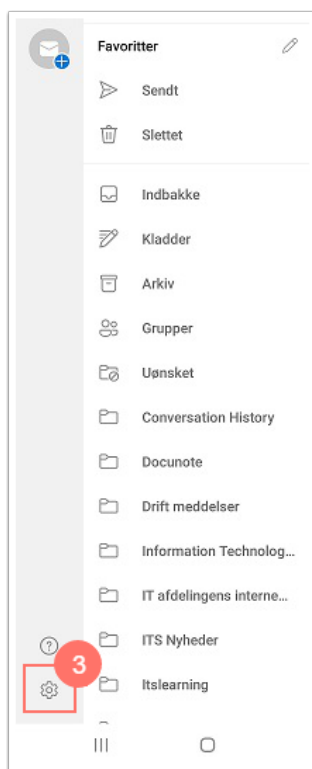 Favoritter
Sendt
Slettet
Indbakke
Kladder
Arkiv
Grupper
Uønsket
Conversation History
Docunote
Drift meddelser
Information Technolog...
IT afdelingens interne...
ITS Nyheder
3
Itslearning